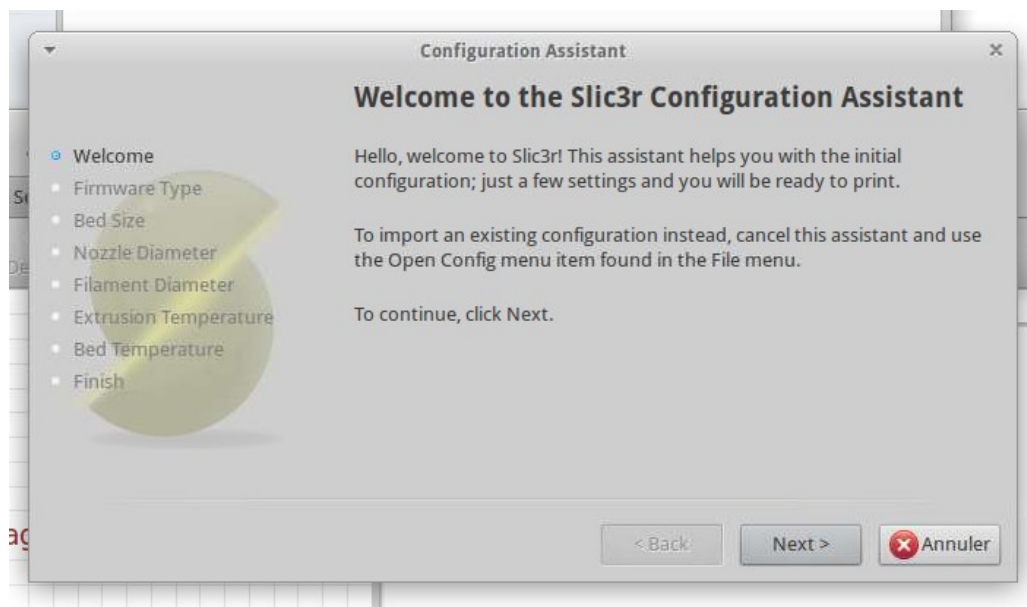 Configuration Assistant
Welcome to the Slic3r Configuration Assistant
Welcome
Firmware Type
Bed Size
Nozzle Diameter
Filament Diameter
Extrusion Temperature
Bed Temperature
Finish
Hello, welcome to Slic3r! This assistant helps you with the initial
configuration; just a few settings and you will be ready to print.
To import an existing configuration instead, cancel this assistant and use
the Open Config menu item found in the File menu.
To continue, click Next.
< Back
Next >
Annuler